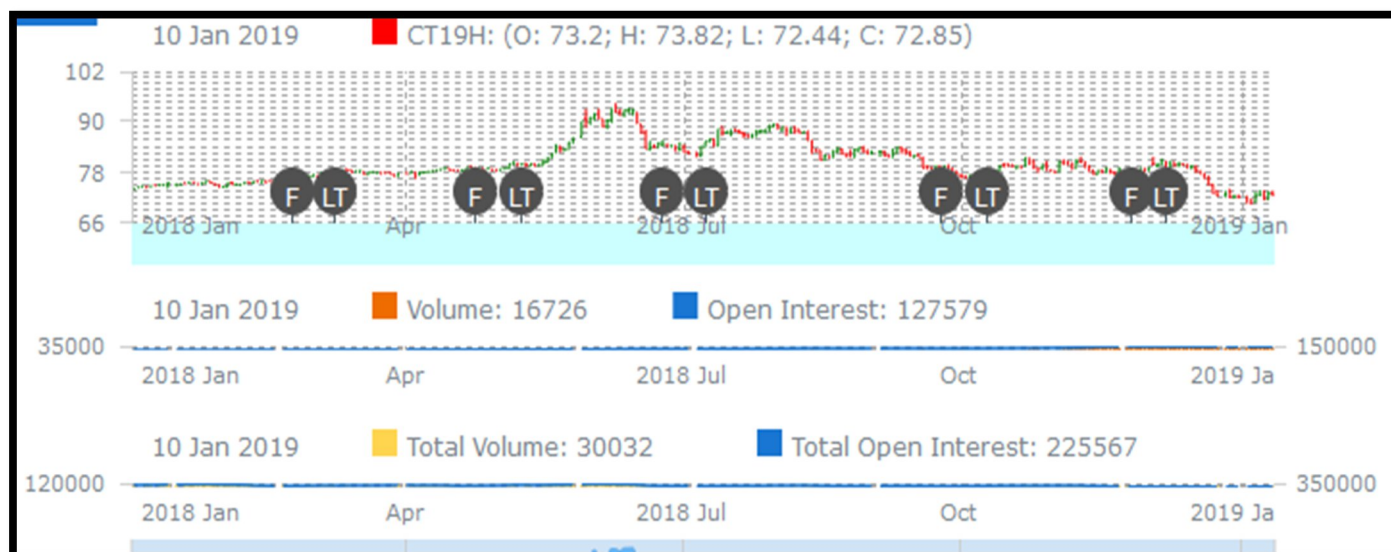 10 Jan 2019 CT19H: (O: 73.2; H: 73.82; L: 72.44; C: 72.85)
102
90
78
F LT F LT F LT F LT F LT
66
2018 Jan Apr 2018 Jul Oct 2019 Jan
10 Jan 2019 Volume: 16726 Open Interest: 127579
35000 150000
2018 Jan Apr 2018 Jul Oct 2019 Ja
10 Jan 2019 Total Volume: 30032 Total Open Interest: 225567
120000 350000
2018 Jan Apr 2018 Jul Oct 2019 Ja